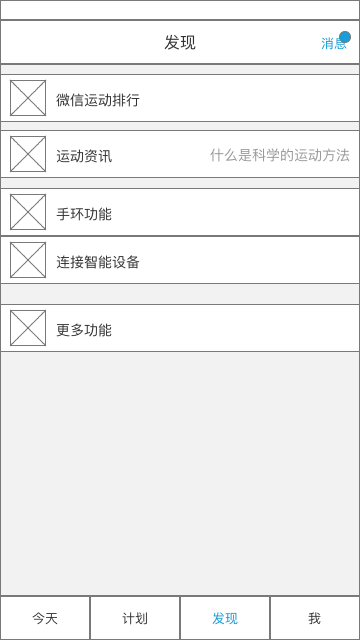 发现
消息
微信运动排行
运动资讯
什么是科学的运动方法
手环功能
连接智能设备
更多功能
今天
计划
发现
我